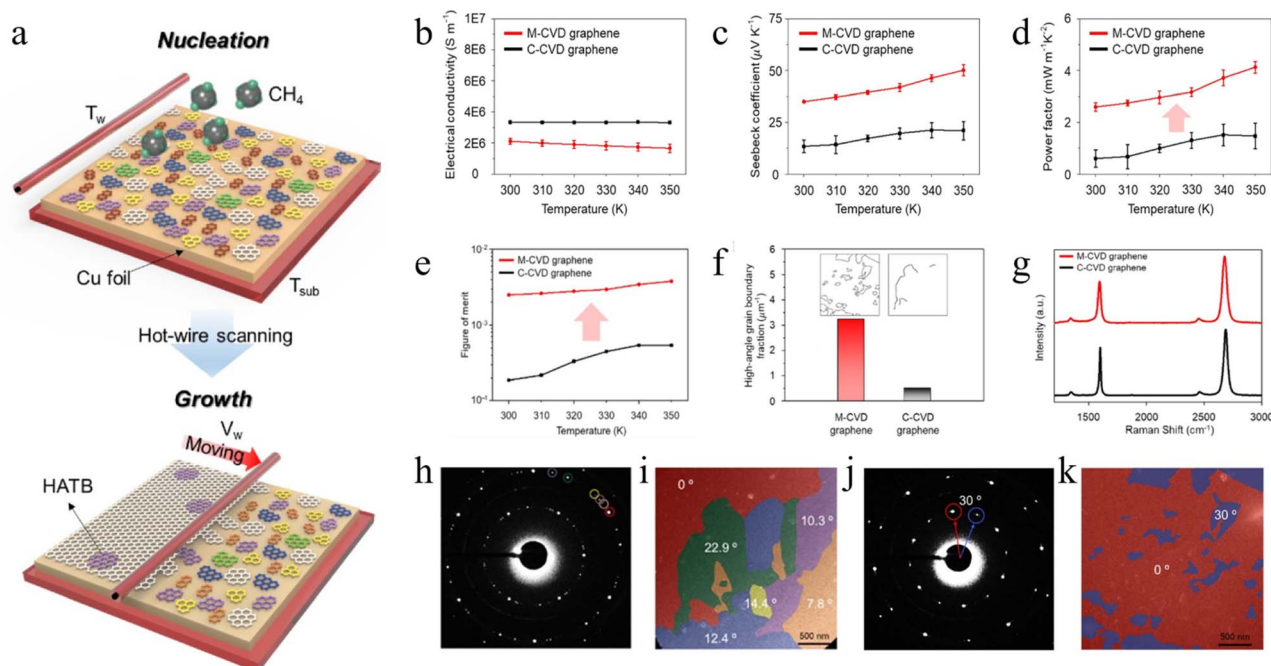 a
Nucleation
CH4
Tw
Cu foil
Tsub
Hot-wire scanning
Growth
Vw
Moving
HATB
b
M-CVD graphene
C-CVD graphene
Electrical conductivity (S m⁻¹)
1E7
8E6
6E6
4E6
2E6
0
300 310 320 330 340 350
Temperature (K)
c
M-CVD graphene
C-CVD graphene
Seebeck coefficient (μV K⁻¹)
75
50
25
0
300 310 320 330 340 350
Temperature (K)
d
M-CVD graphene
C-CVD graphene
Power factor (mW m⁻¹K⁻²)
6
4
2
0
300 310 320 330 340 350
Temperature (K)
e
M-CVD graphene
C-CVD graphene
Figure of merit
10⁻²
10⁻³
10⁻⁴
300 310 320 330 340 350
Temperature (K)
f
High-angle grain boundary
fraction (μm⁻¹)
6
5
4
3
2
1
0
M-CVD
graphene
C-CVD
graphene
g
M-CVD graphene
C-CVD graphene
Intensity (a.u.)
1500 2000 2500 3000
Raman Shift (cm⁻¹)
h
i
0 º
10.3 º
22.9 º
14.4 º
7.8 º
12.4 º
500 nm
j
30 º
k
30 º
0 º
500 nm